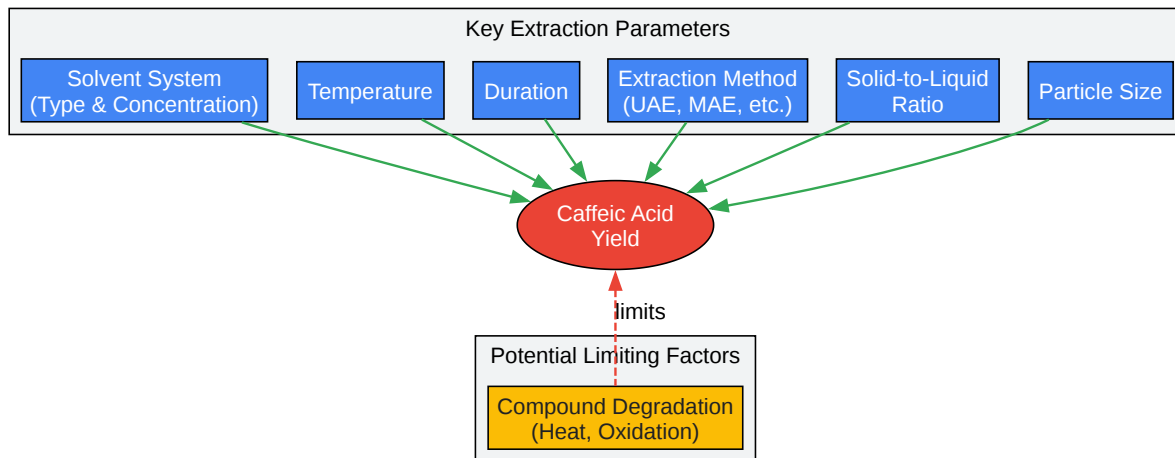 Key Extraction Parameters
Solvent System
(Type & Concentration)
Temperature
Duration
Extraction Method
(UAE, MAE, etc.)
Solid-to-Liquid
Ratio
Particle Size
Caffeic Acid
Yield
limits
Potential Limiting Factors
Compound Degradation
(Heat, Oxidation)